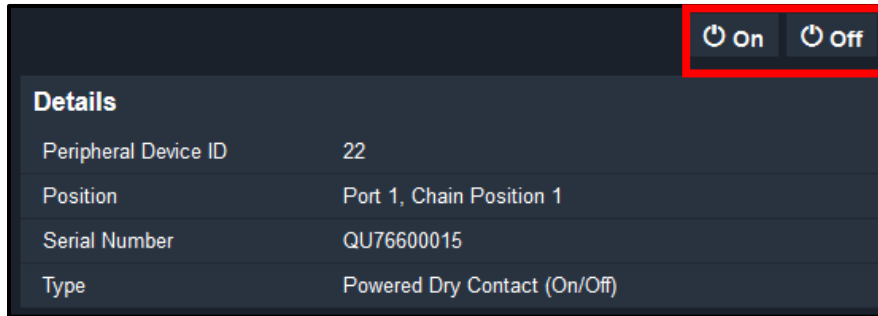 On Off
Details
Peripheral Device ID 22
Position Port 1, Chain Position 1
Serial Number QU76600015
Type Powered Dry Contact (On/Off)